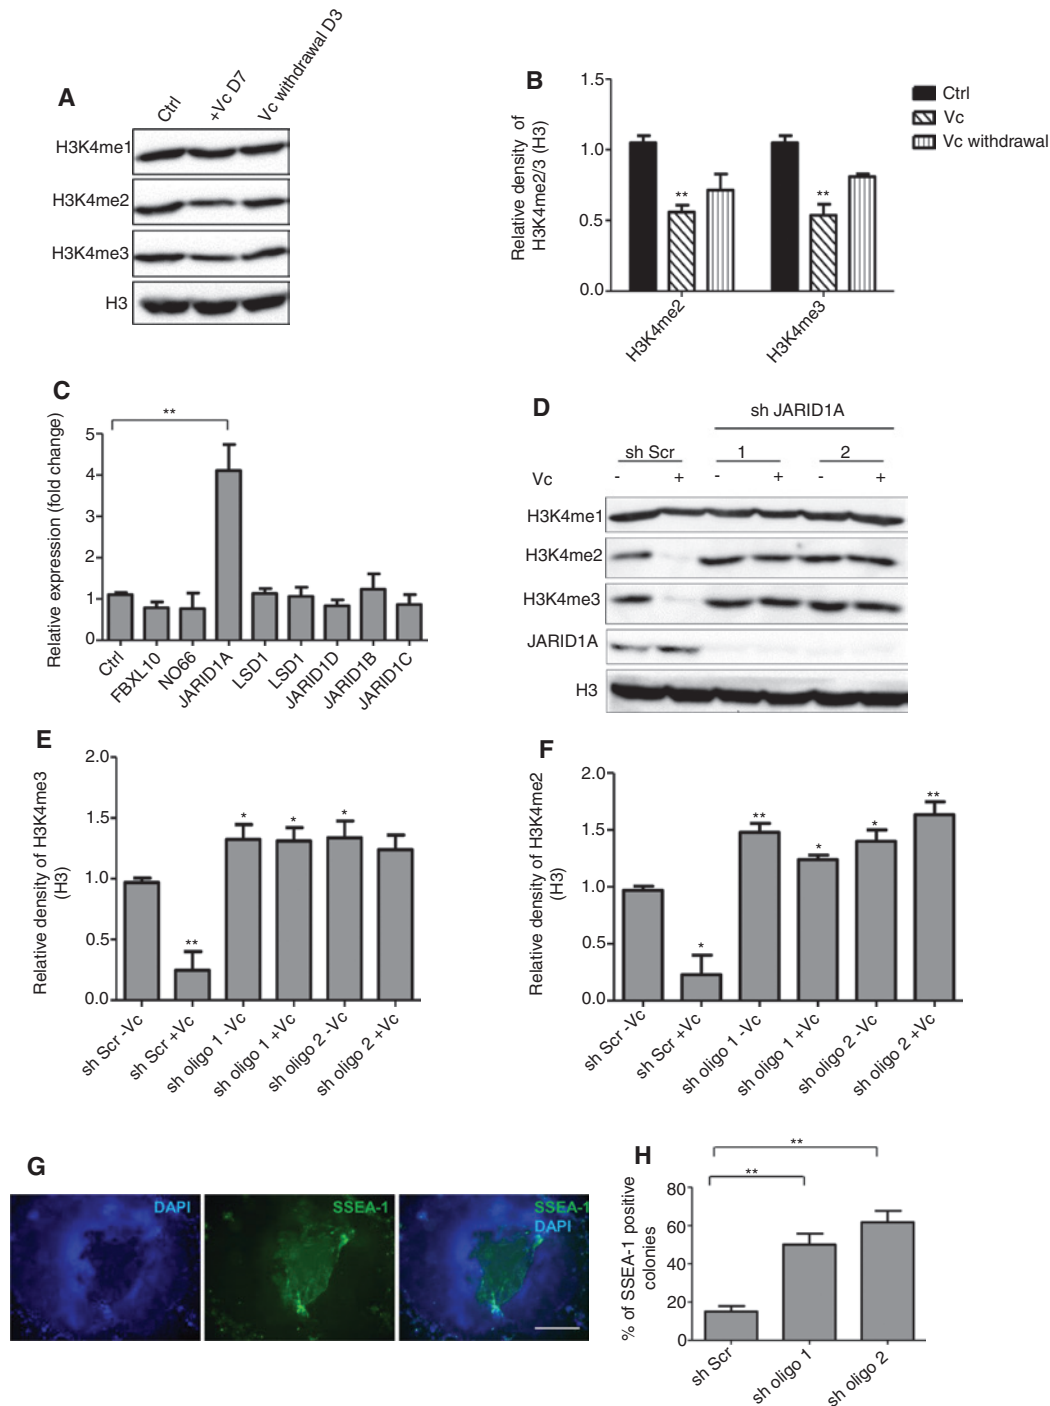 A
Ctrl
+Vc D7
Vc withdrawal D3
H3K4me1
H3K4me2
H3K4me3
H3
B
Relative density of
H3K4me2/3 (H3)
1.5
1.0
0.5
0.0
**
**
H3K4me2
H3K4me3
Ctrl
Vc
Vc withdrawal
C
Relative expression (fold change)
5
4
3
2
1
0
**
Ctrl
FBXL10
NO66
JARID1A
LSD1
LSD1
JARID1D
JARID1B
JARID1C
D
sh JARID1A
sh Scr
1
2
Vc
-
+
-
+
-
+
H3K4me1
H3K4me2
H3K4me3
JARID1A
H3
E
Relative density of H3K4me3
(H3)
2.0
1.5
1.0
0.5
0.0
**
*
*
*
sh Scr -Vc
sh Scr +Vc
sh oligo 1 -Vc
sh oligo 1 +Vc
sh oligo 2 -Vc
sh oligo 2 +Vc
F
Relative density of H3K4me2
(H3)
2.0
1.5
1.0
0.5
0.0
*
**
*
*
**
sh Scr -Vc
sh Scr +Vc
sh oligo 1 -Vc
sh oligo 1 +Vc
sh oligo 2 -Vc
sh oligo 2 +Vc
G
DAPI
SSEA-1
SSEA-1
DAPI
H
% of SSEA-1 positive
colonies
80
60
40
20
0
**
**
sh Scr
sh oligo 1
sh oligo 2